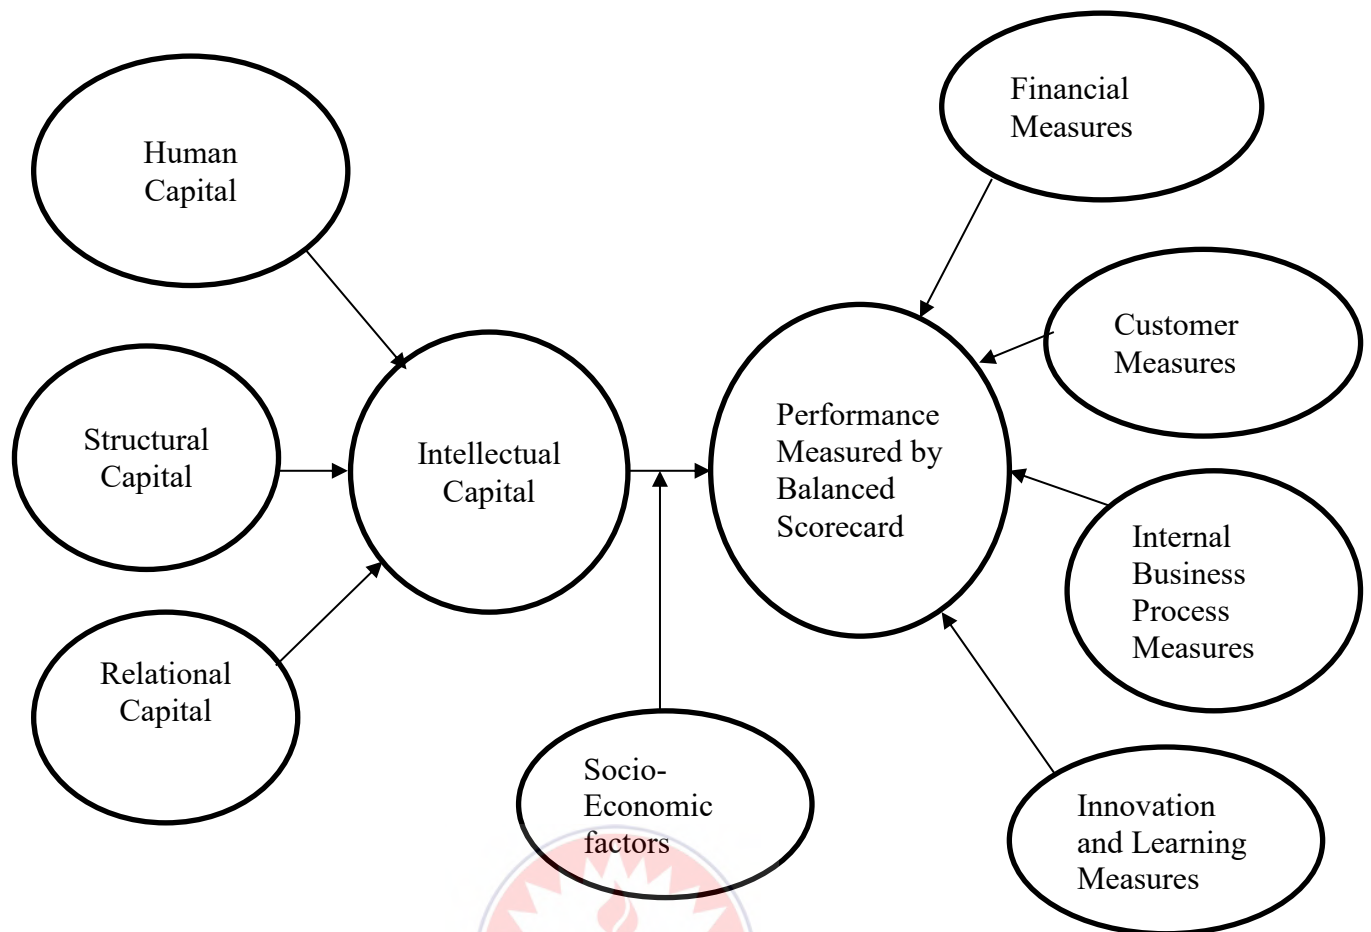 Human
Capital
Structural
Capital
Relational
Capital
Intellectual
Capital
Socio-
Economic
factors
Performance
Measured by
Balanced
Scorecard
Financial
Measures
Customer
Measures
Internal
Business
Process
Measures
Innovation
and Learning
Measures